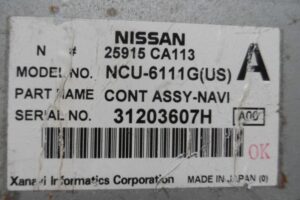 NISSAN
N # 25915 CA113
MODEL NO. NCU-6111G(US) A
PART NAME CONT ASSY-NAVI
SERIAL NO. 31203607H A00
OK
Xanavi Informatics Corporation MADE IN JAPAN (0)